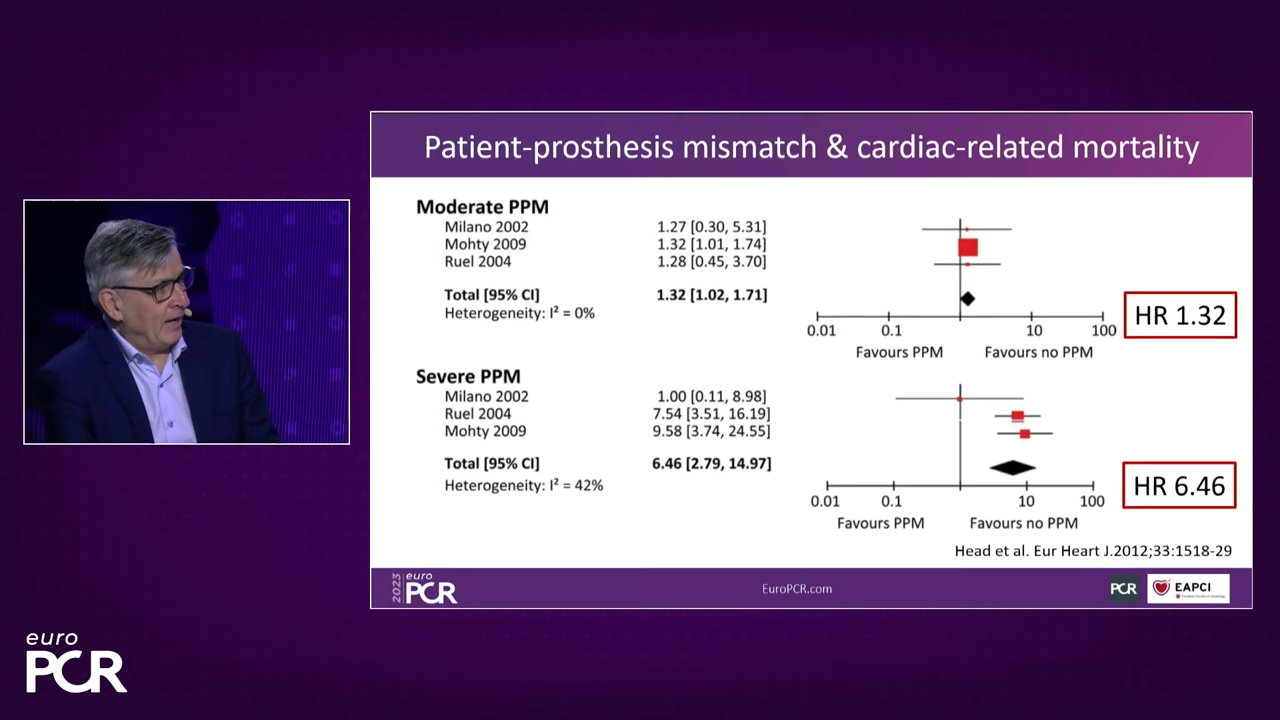 Patient-prosthesis mismatch & cardiac-related mortality
Moderate PPM
Milano 2002 1.27 [0.30, 5.31]
Mohty 2009 1.32 [1.01, 1.74]
Ruel 2004 1.28 [0.45, 3.70]
Total [95% CI] 1.32 [1.02, 1.71]
Heterogeneity: I² = 0%
HR 1.32
0.01 0.1 10 100
Favours PPM Favours no PPM
Severe PPM
Milano 2002 1.00 [0.11, 8.98]
Ruel 2004 7.54 [3.51, 16.19]
Mohty 2009 9.58 [3.74, 24.55]
Total [95% CI] 6.46 [2.79, 14.97]
Heterogeneity: I² = 42%
HR 6.46
0.01 0.1 10 100
Favours PPM Favours no PPM
Head et al. Eur Heart J.2012;33:1518-29
2023
euro
PCR
EuroPCR.com
PCR
EAPCI
euro
PCR